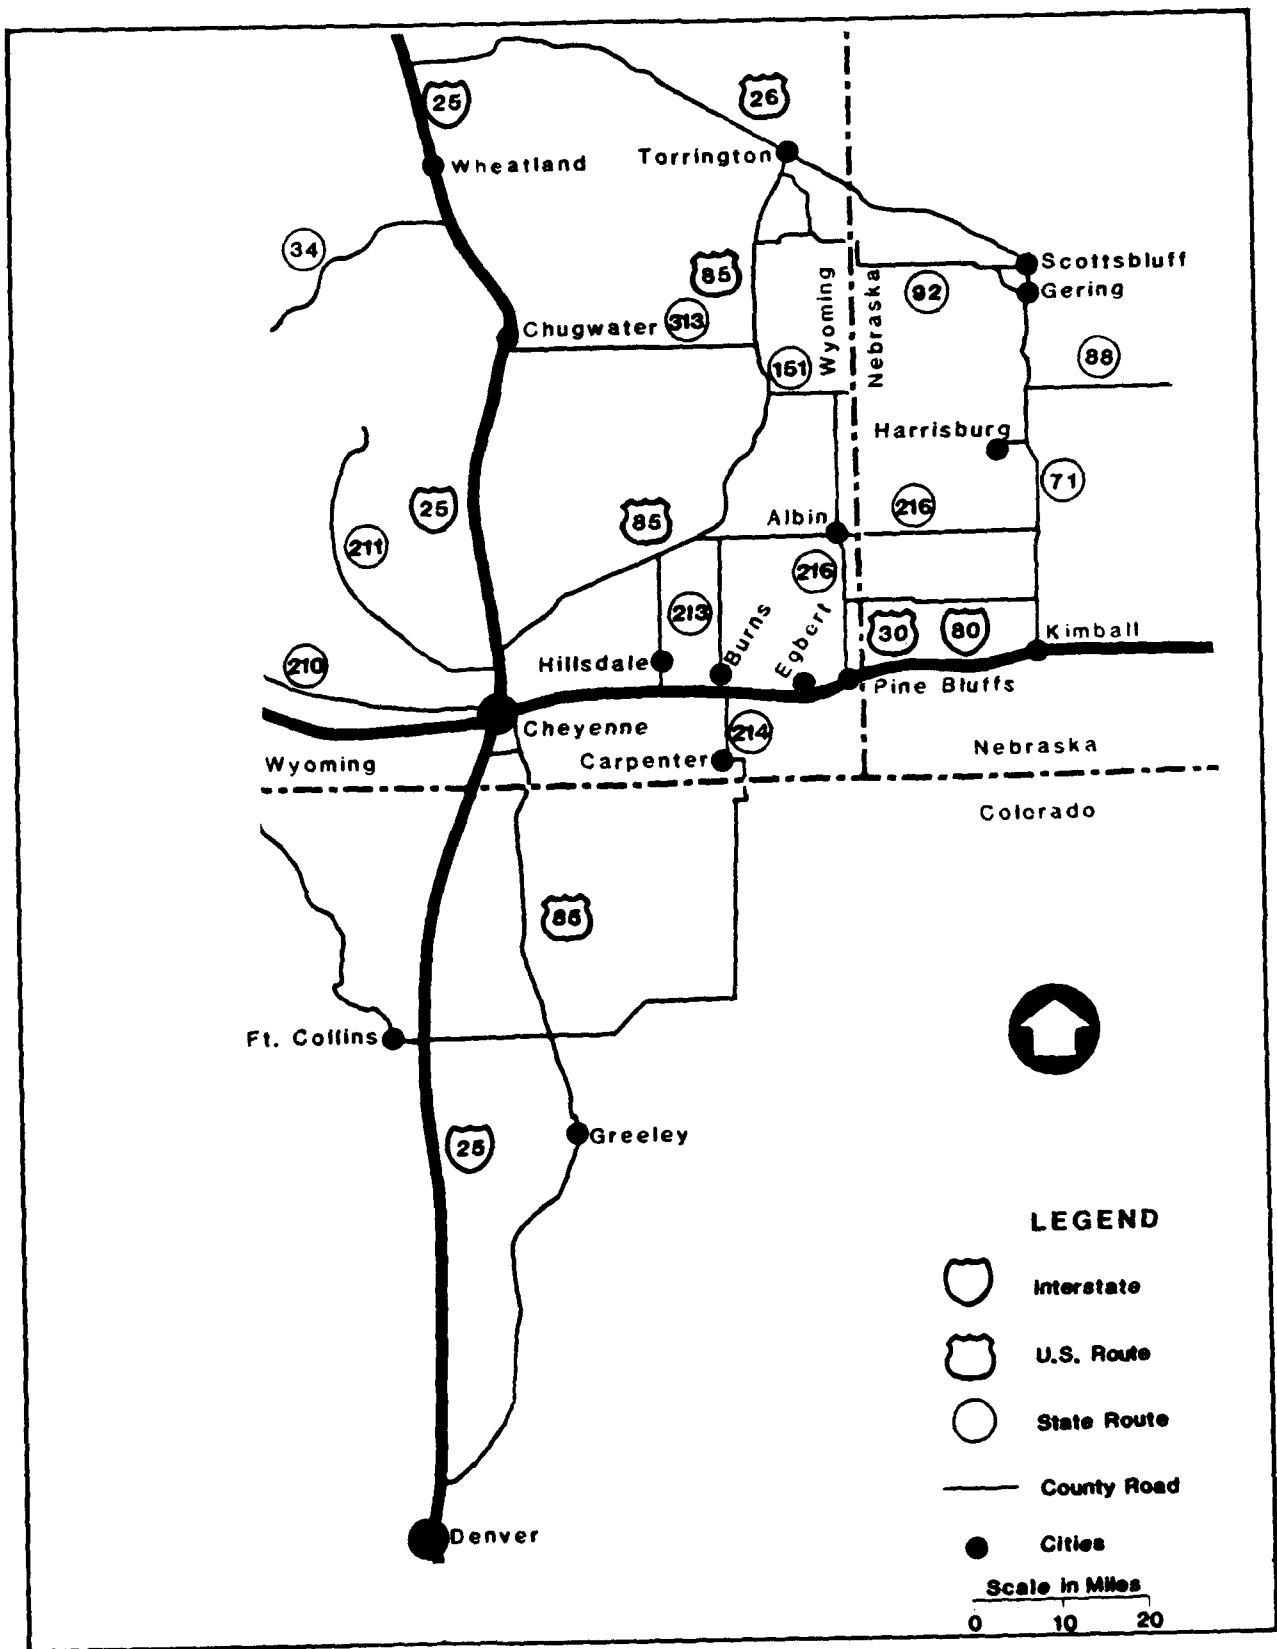 26
25
Torrington
Wheatland
34
Scottsbluff
85
Wyoming
Nebraska
92
Gering
Chugwater
313
151
88
Harrisburg
71
25
85
Albin
216
211
216
213
Burns
Egbert
30
80
Kimball
210
Hillsdale
Pine Bluffs
Cheyenne
214
Wyoming
Carpenter
Nebraska
Colorado
85
Ft. Collins
25
Greeley
LEGEND
Interstate
U.S. Route
State Route
County Road
Denver
Cities
Scale in Miles
0 10 20